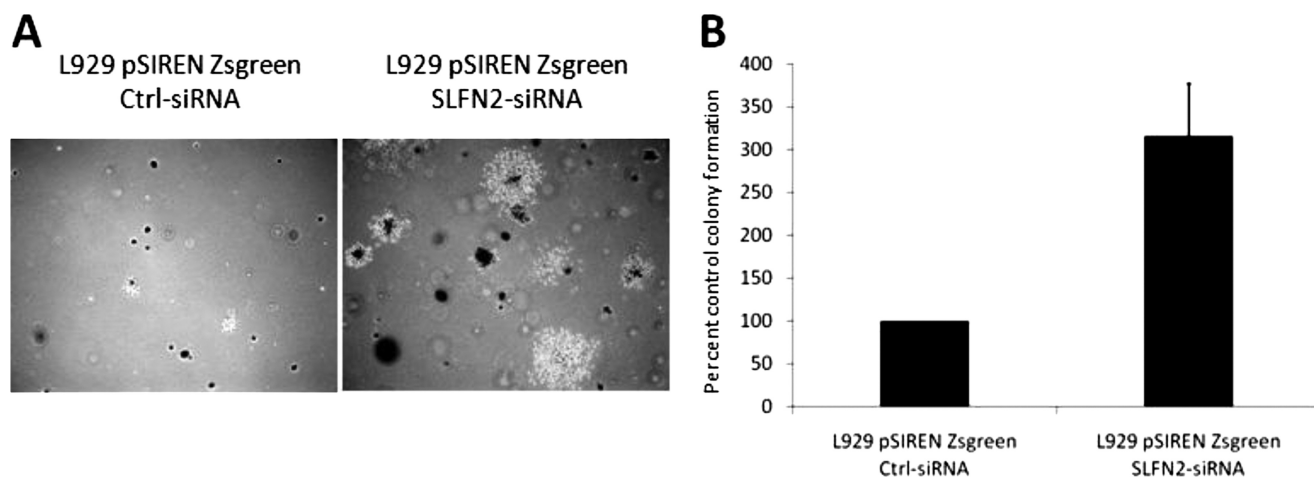 A
L929 pSIREN Zsgreen
Ctrl-siRNA
L929 pSIREN Zsgreen
SLFN2-siRNA
B
Percent control colony formation
400
350
300
250
200
150
100
50
0
L929 pSIREN Zsgreen
Ctrl-siRNA
L929 pSIREN Zsgreen
SLFN2-siRNA